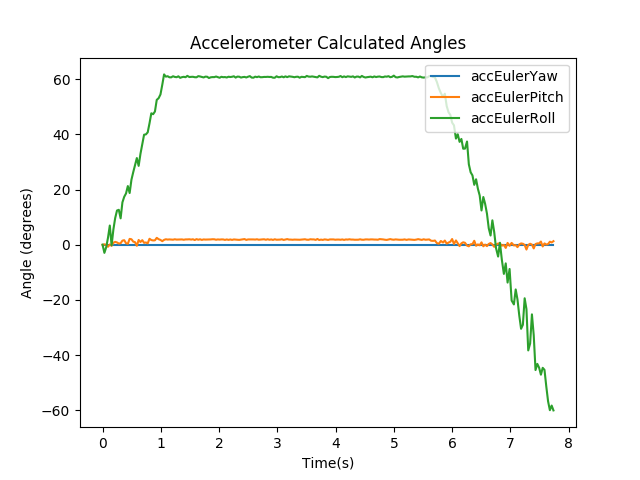 Accelerometer Calculated Angles
accEulerYaw
accEulerPitch
accEulerRoll
Angle (degrees)
60
40
20
0
−20
−40
−60
0 1 2 3 4 5 6 7 8
Time(s)